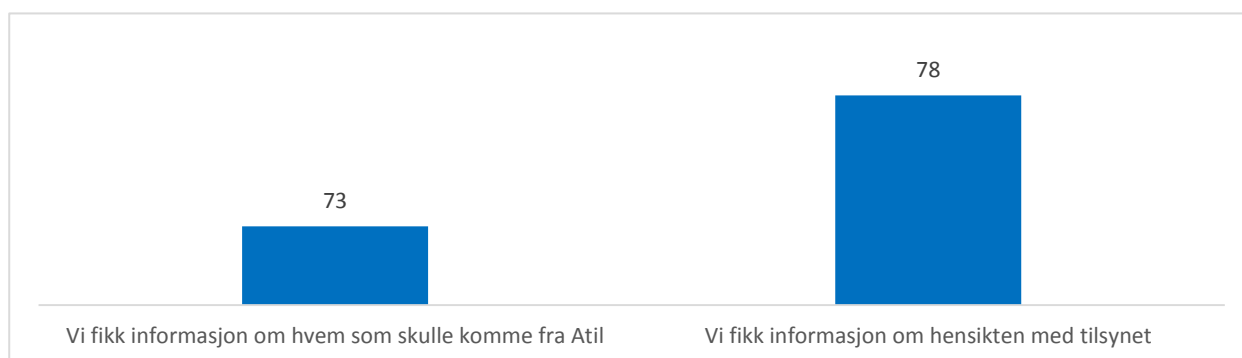 78
73
Vi fikk informasjon om hvem som skulle komme fra Atil
Vi fikk informasjon om hensikten med tilsynet